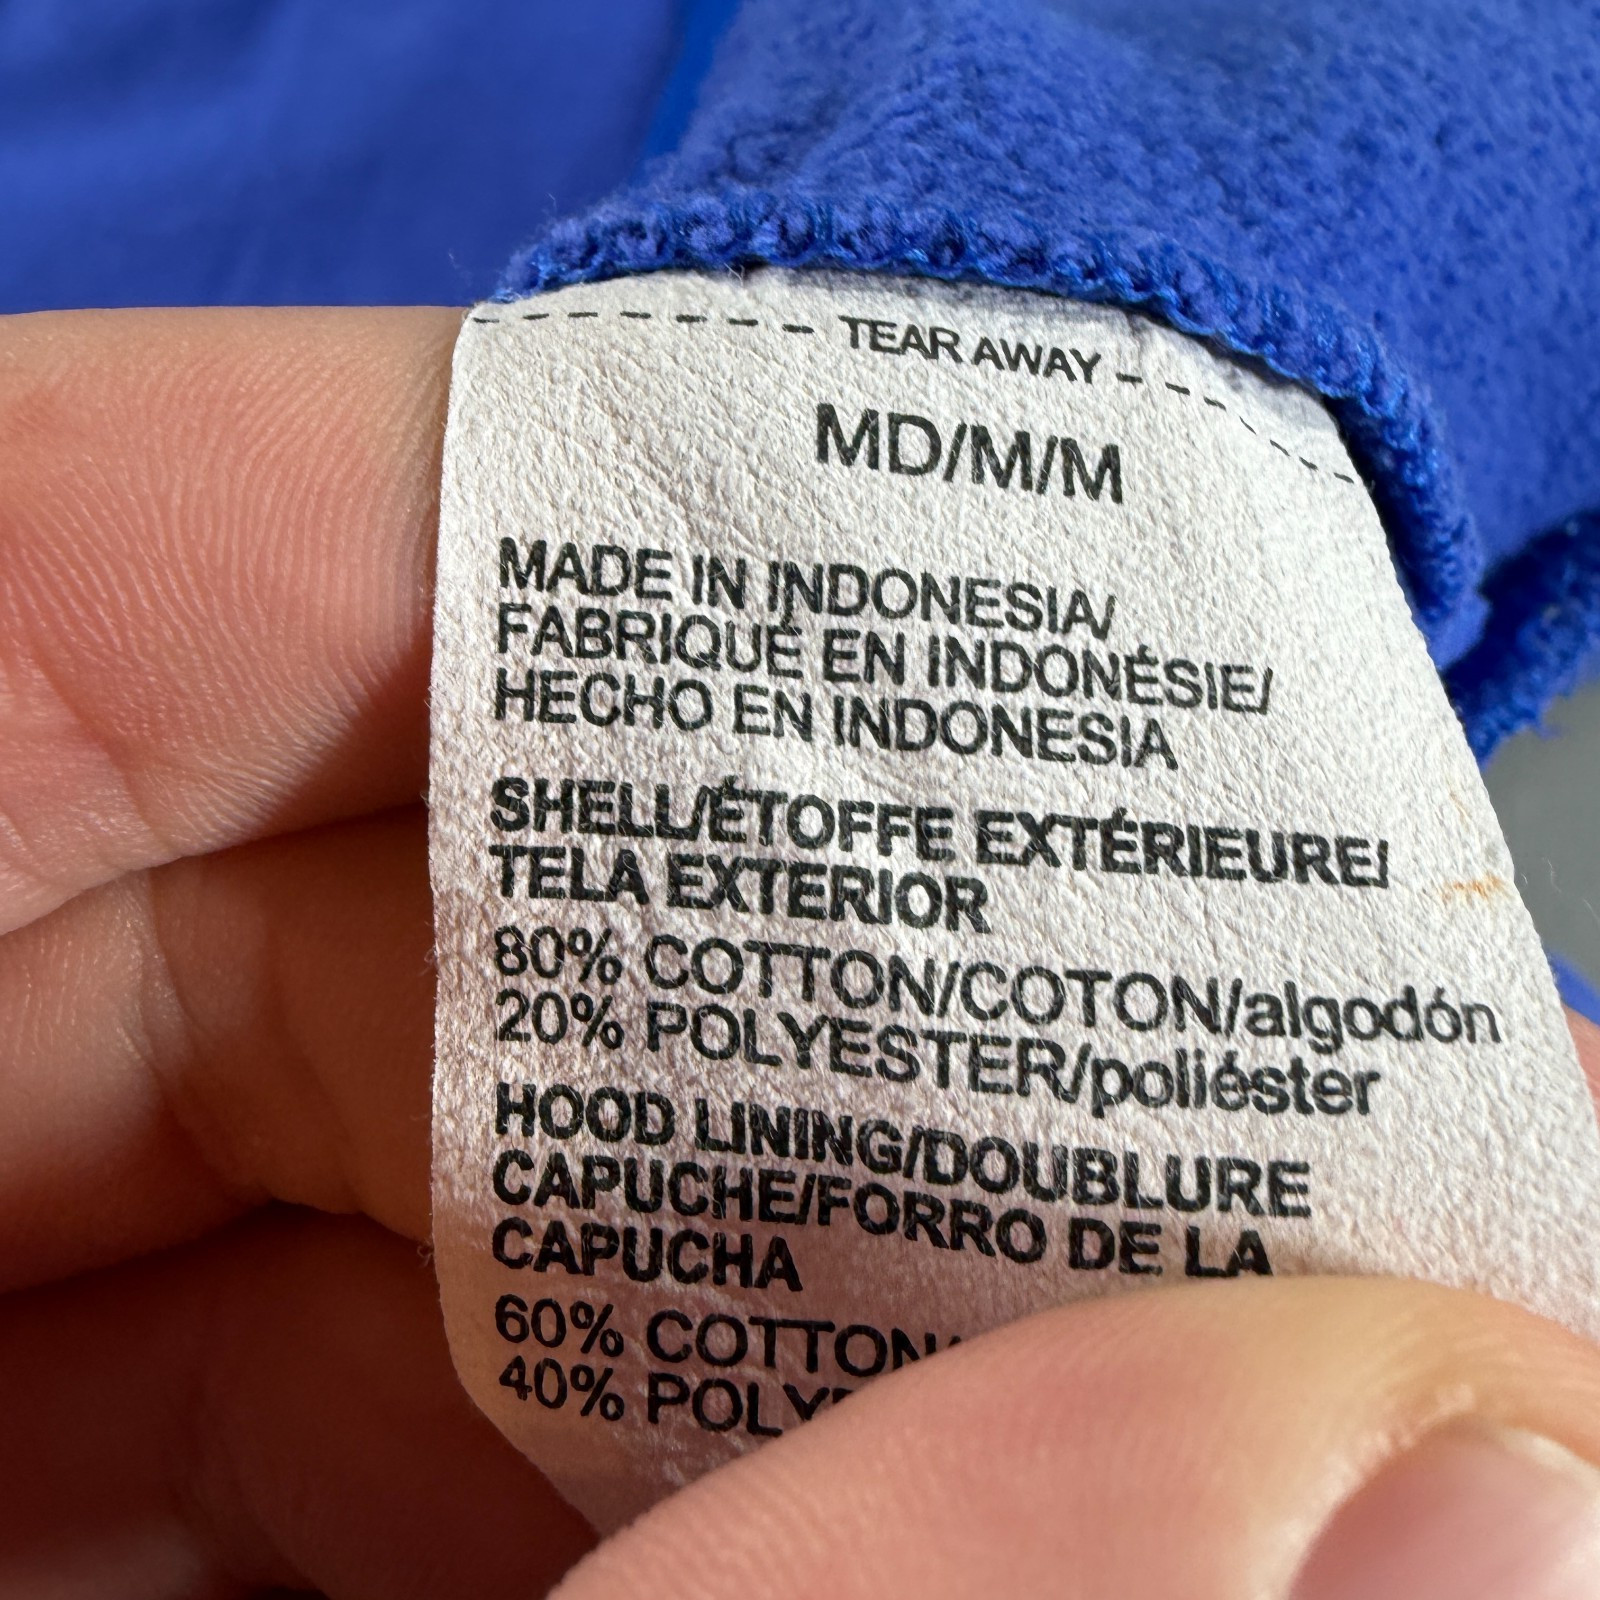 TEAR AWAY
MD/M/M
MADE IN INDONESIA/
FABRIQUÉ EN INDONÉSIE/
HECHO EN INDONESIA
SHELL/ÉTOFFE EXTÉRIEURE/
TELA EXTERIOR
80% COTTON/COTON/algodón
20% POLYESTER/poliéster
HOOD LINING/DOUBLURE
CAPUCHE/FORRO DE LA
CAPUCHA
60% COTTON/
40%